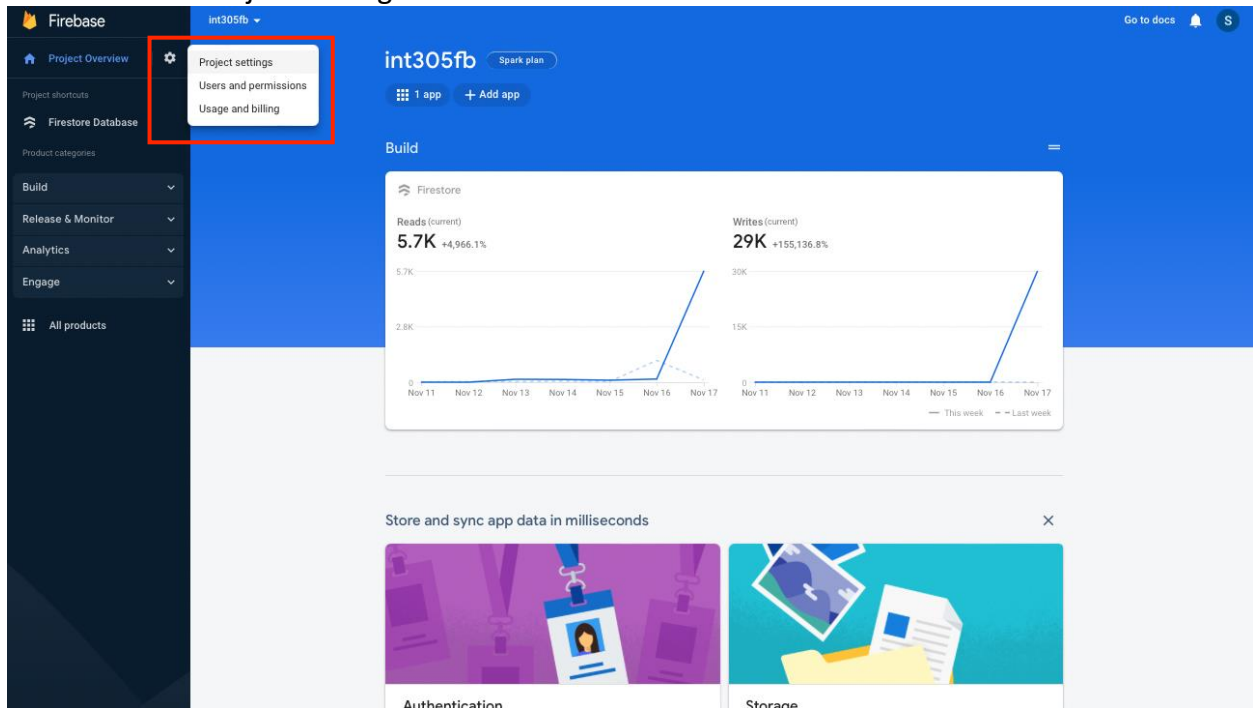 Firebase
int305fb
Go to docs
S
Project Overview
Project settings
Users and permissions
Usage and billing
Project shortcuts
Firestore Database
Product categories
Build
Release & Monitor
Analytics
Engage
All products
int305fb Spark plan
1 app + Add app
Build
Firestore
Reads (current)
5.7K +4,966.1%
5.7K
2.8K
0
Nov 11 Nov 12 Nov 13 Nov 14 Nov 15 Nov 16 Nov 17
Writes (current)
29K +155,136.8%
30K
15K
0
Nov 11 Nov 12 Nov 13 Nov 14 Nov 15 Nov 16 Nov 17
This week Last week
Store and sync app data in milliseconds
Authentication
Storage